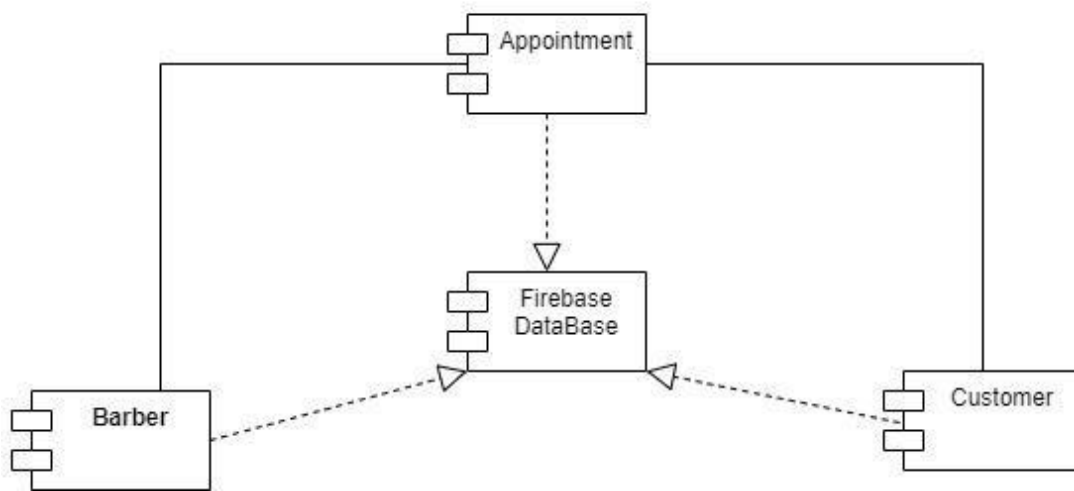 Appointment
Firebase
DataBase
Barber
Customer